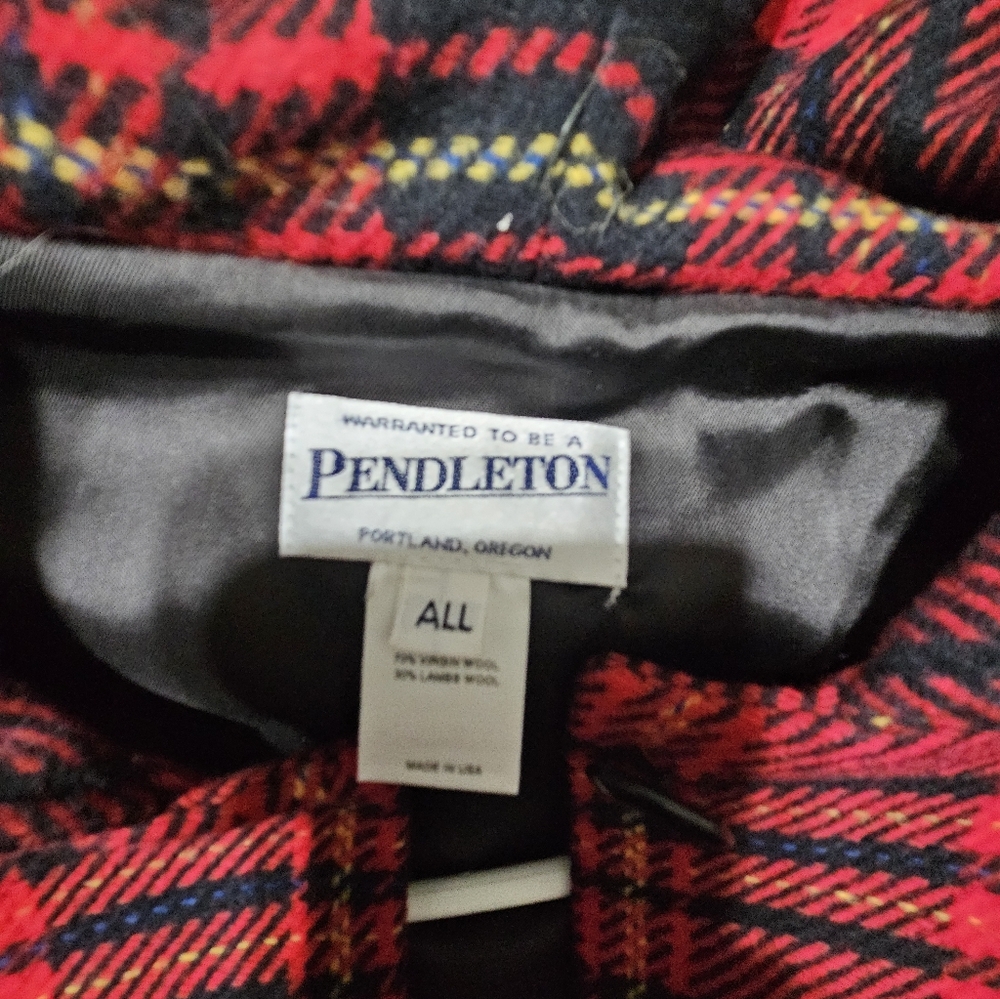 WARRANTED TO BE A
PENDLETON
PORTLAND, OREGON
ALL
70% VIRGIN WOOL
30% LAMBS WOOL
MADE IN USA